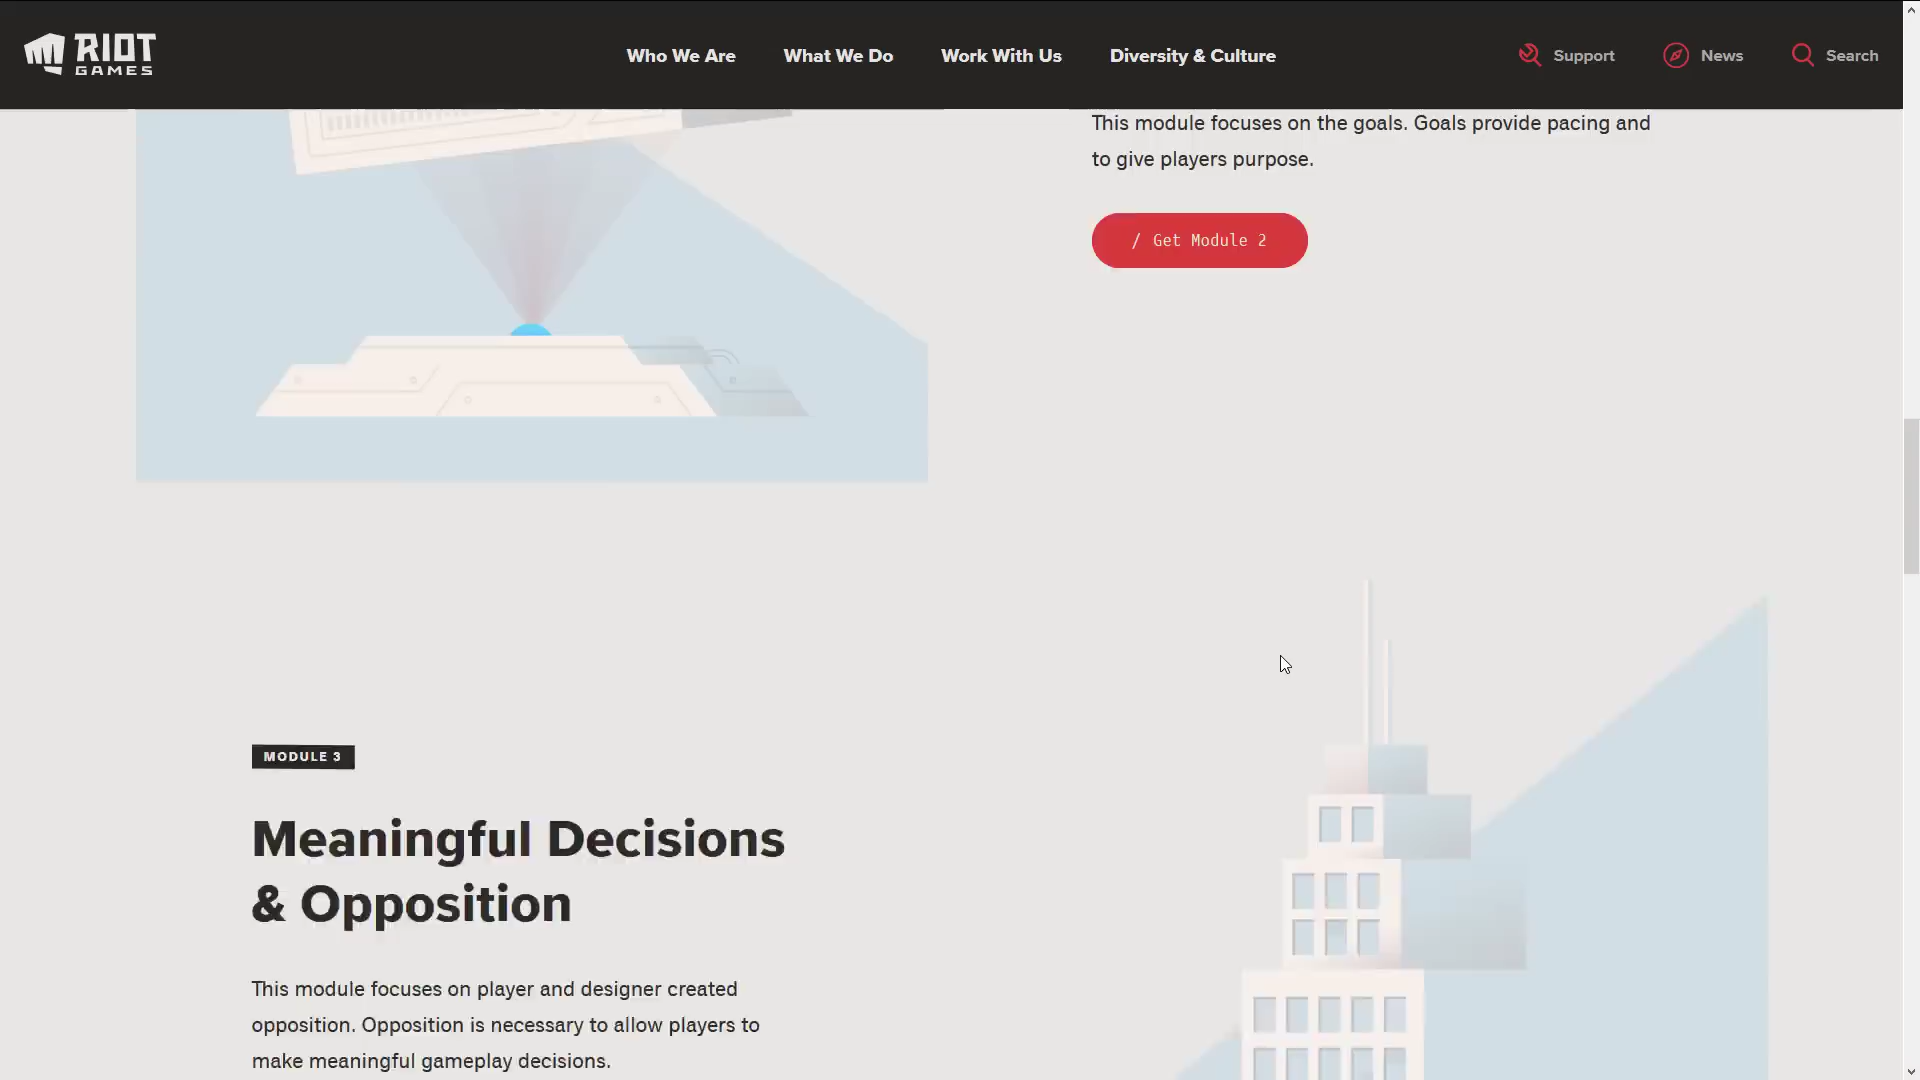 RIOT GAMES
Who We Are
What We Do
Work With Us
Diversity & Culture
Support
News
Search
This module focuses on the goals. Goals provide pacing and
to give players purpose.
/ Get Module 2
MODULE 3
Meaningful Decisions
& Opposition
This module focuses on player and designer created
opposition. Opposition is necessary to allow players to
make meaningful gameplay decisions.